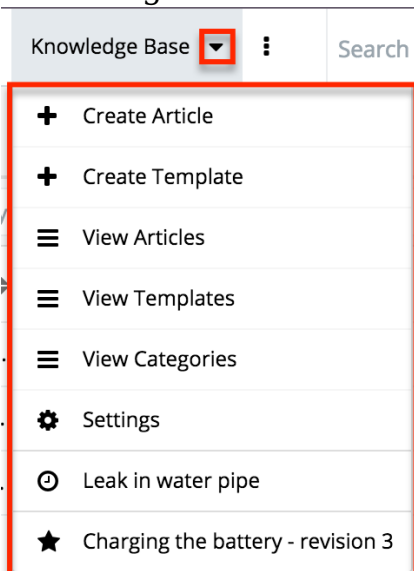 Knowledge Base
Search
Create Article
Create Template
View Articles
View Templates
View Categories
Settings
Leak in water pipe
Charging the battery - revision 3